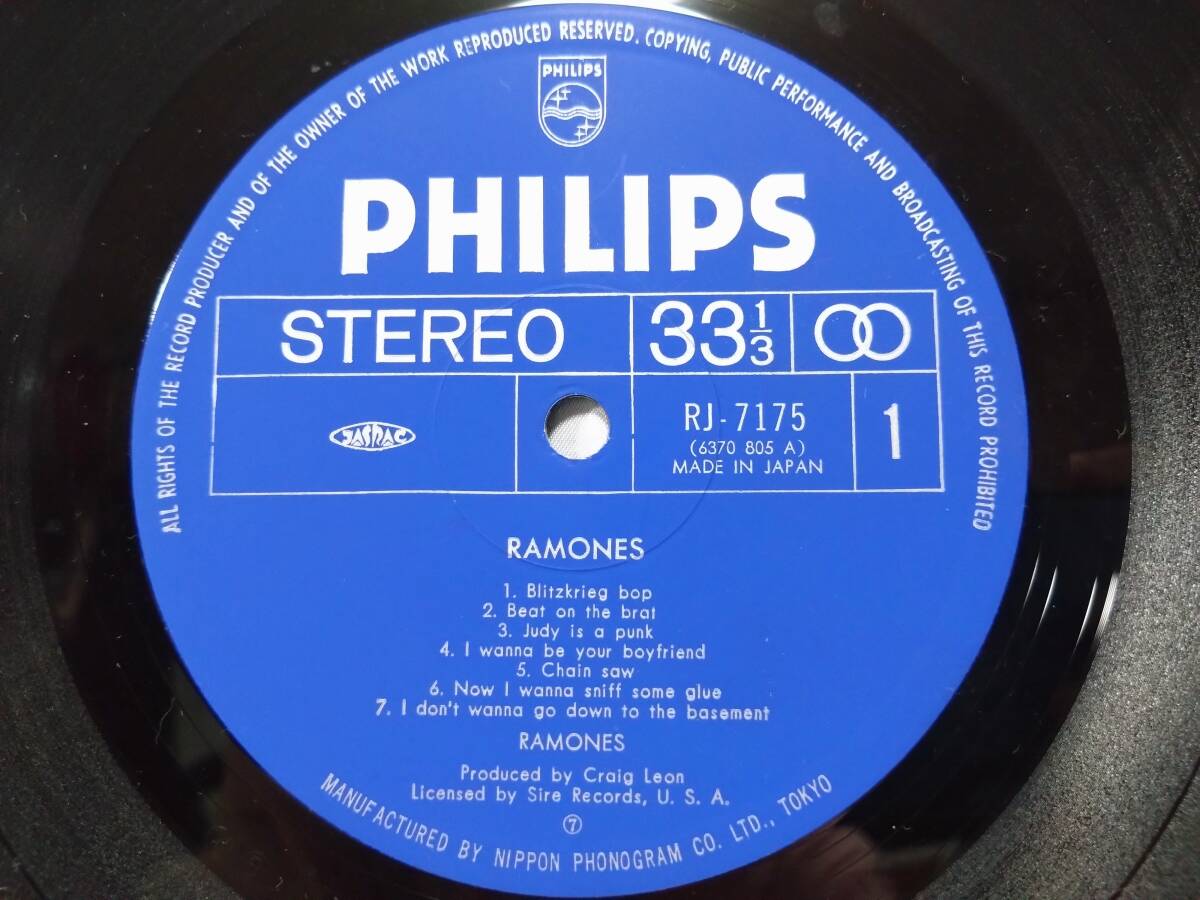 ALL RIGHTS OF THE RECORD PRODUCER AND OF THE OWNER OF THE WORK REPRODUCED RESERVED. COPYING, PUBLIC PERFORMANCE AND BROADCASTING OF THIS RECORD PROHIBITED
PHILIPS
PHILIPS
STEREO
33 1/3
JASRAC
RJ-7175
(6370 805 A)
MADE IN JAPAN
1
RAMONES
1. Blitzkrieg bop
2. Beat on the brat
3. Judy is a punk
4. I wanna be your boyfriend
5. Chain saw
6. Now I wanna sniff some glue
7. I don't wanna go down to the basement
RAMONES
Produced by Craig Leon
Licensed by Sire Records, U. S. A.
⑦
MANUFACTURED BY NIPPON PHONOGRAM CO. LTD., TOKYO